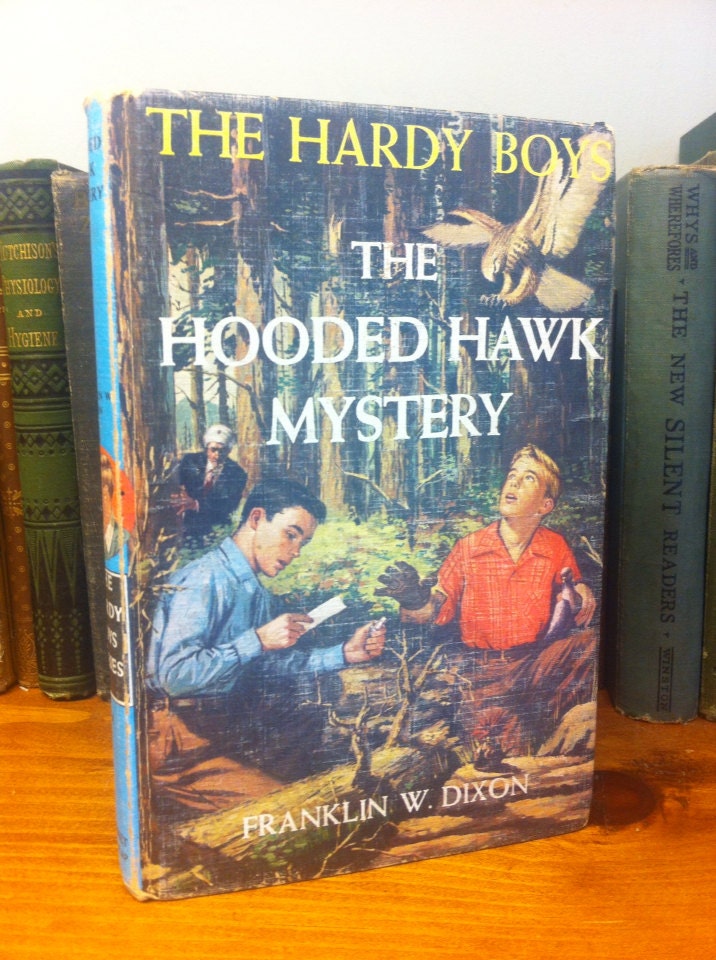 THE HARDY BOYS
THE
HOODED HAWK
MYSTERY
FRANKLIN W. DIXON
PHYSIOLOGY
AND
HYGIENE
WHYS AND WHEREFORES • THE NEW SILENT READERS • WINSTON